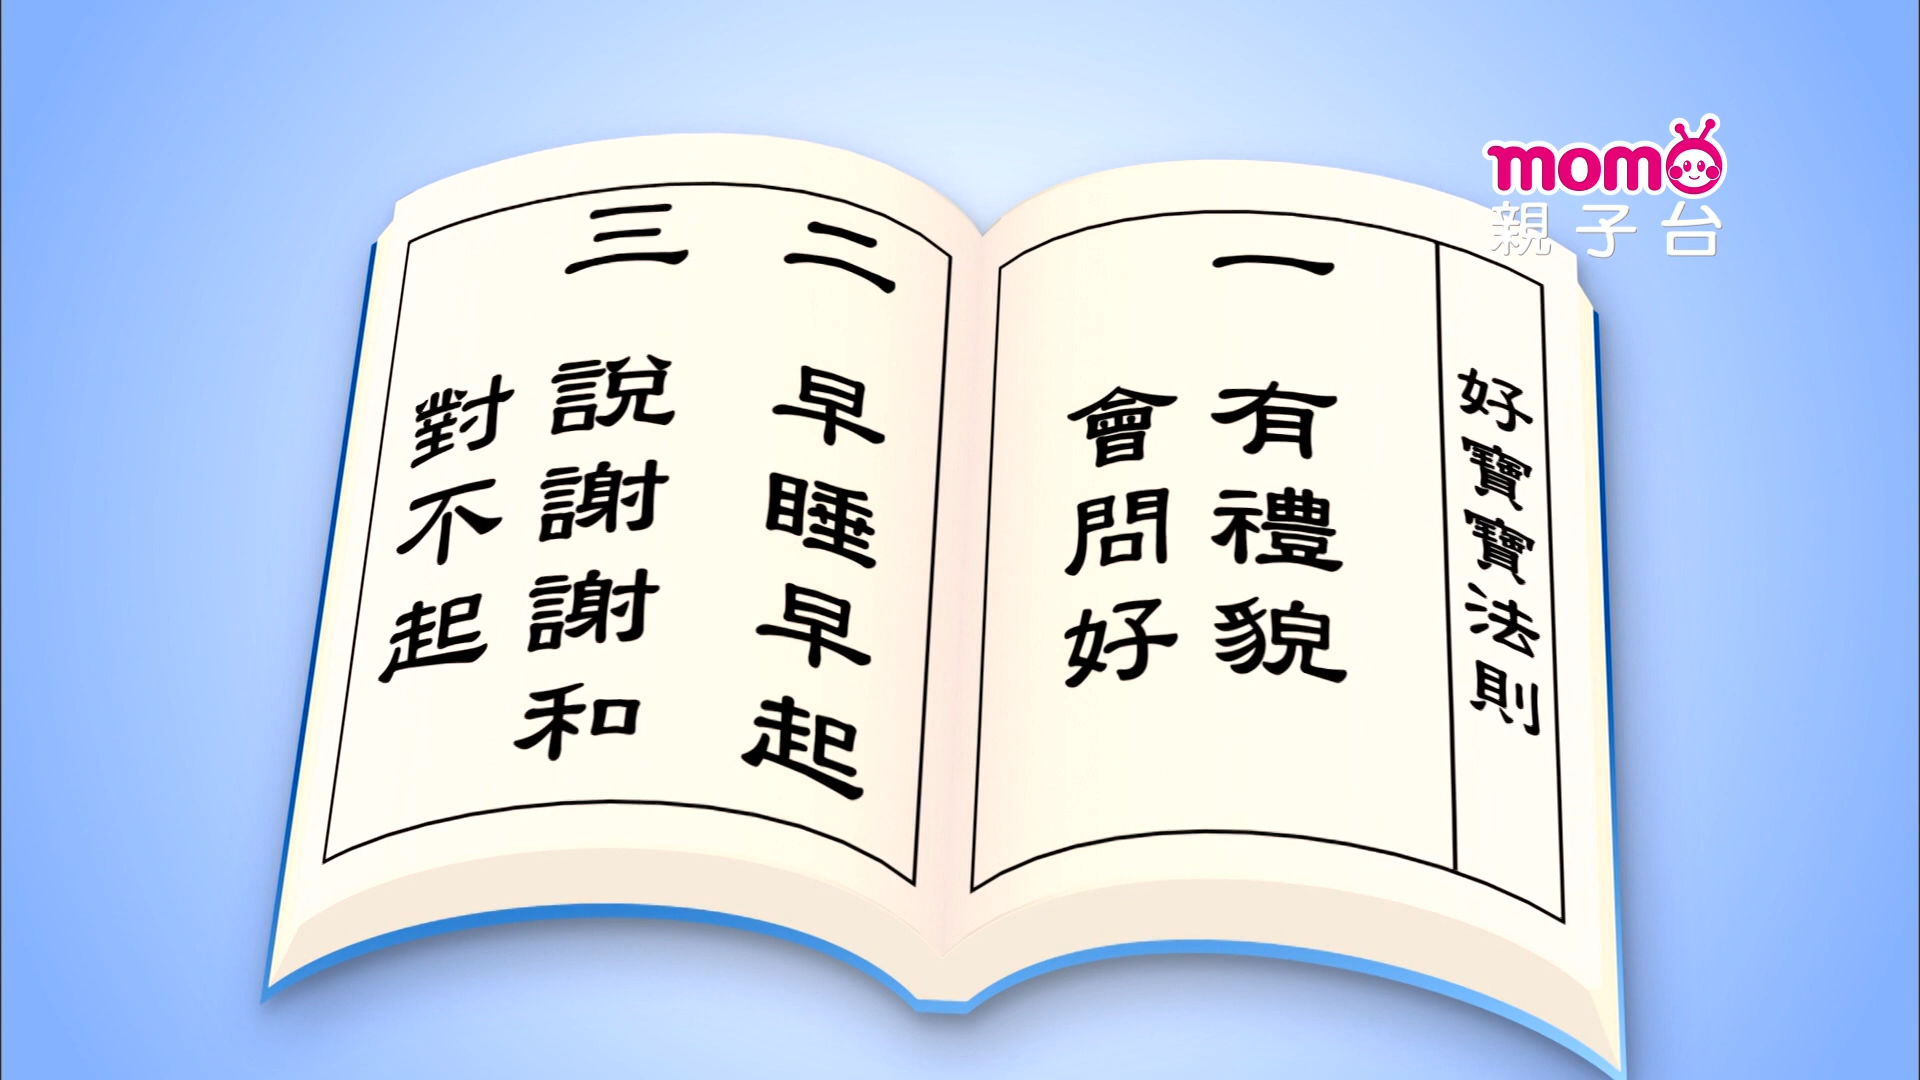 momo
親子台
好寶寶法則
一 有禮貌
會問好
二 早睡早起
三 說謝謝和
對不起